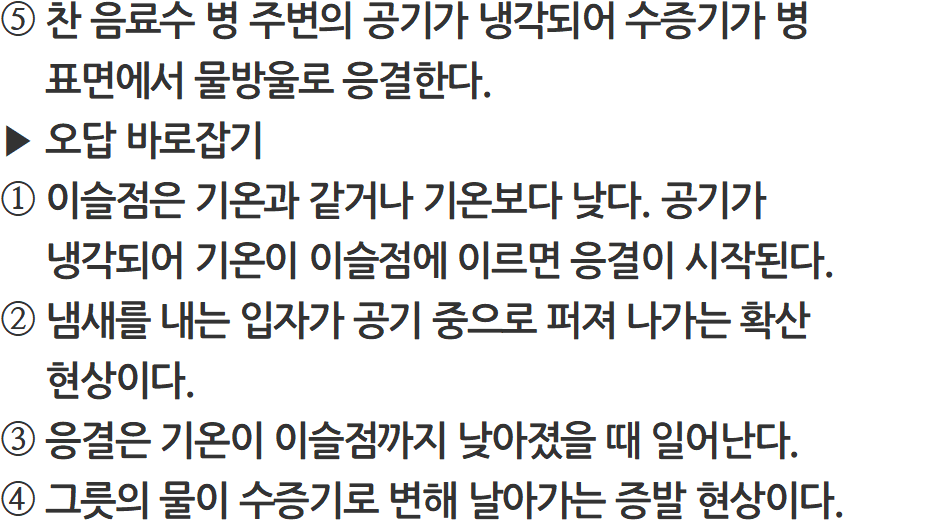 ⑤ 찬 음료수 병 주변의 공기가 냉각되어 수증기가 병
표면에서 물방울로 응결한다.
▶ 오답 바로잡기
① 이슬점은 기온과 같거나 기온보다 낮다. 공기가
냉각되어 기온이 이슬점에 이르면 응결이 시작된다.
② 냄새를 내는 입자가 공기 중으로 퍼져 나가는 확산
현상이다.
③ 응결은 기온이 이슬점까지 낮아졌을 때 일어난다.
④ 그릇의 물이 수증기로 변해 날아가는 증발 현상이다.